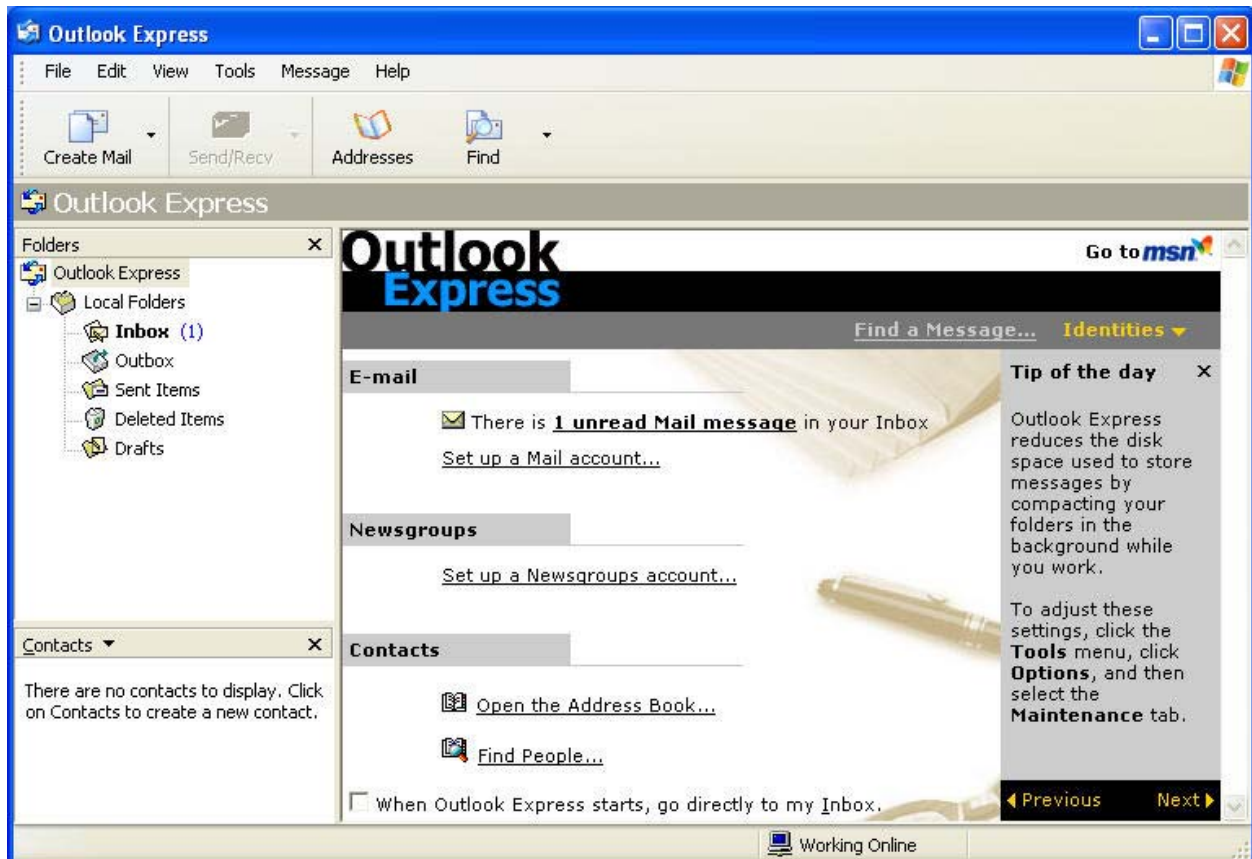 Outlook Express
File Edit View Tools Message Help
Create Mail Send/Recv Addresses Find
Outlook Express
Folders
Outlook Express
Local Folders
Inbox (1)
Outbox
Sent Items
Deleted Items
Drafts
Contacts
There are no contacts to display. Click
on Contacts to create a new contact.
Outlook
Express
Go to msn
Find a Message... Identities
E-mail
There is 1 unread Mail message in your Inbox
Set up a Mail account...
Newsgroups
Set up a Newsgroups account...
Contacts
Open the Address Book...
Find People...
When Outlook Express starts, go directly to my Inbox.
Tip of the day
Outlook Express
reduces the disk
space used to store
messages by
compacting your
folders in the
background while
you work.
To adjust these
settings, click the
Tools menu, click
Options, and then
select the
Maintenance tab.
Previous Next
Working Online